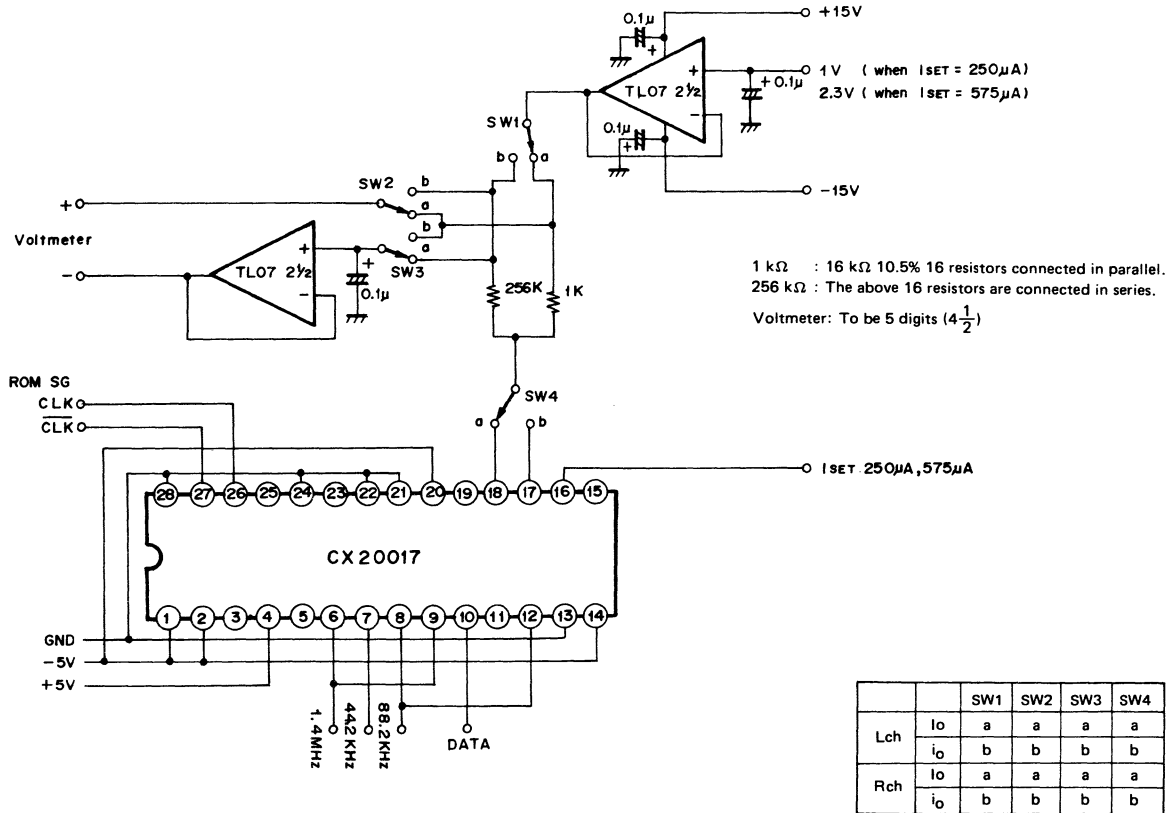 0.1μ
+
+15V
+
1V ( when ISET = 250μA)
2.3V ( when ISET = 575μA)
+ 0.1μ
TL07 2½
−
0.1μ
+
-15V
SW1
b a
SW2
b
a
b
a
SW3
+
Voltmeter
−
TL07 2½
+
−
+
0.1μ
256K
1K
1 kΩ : 16 kΩ 10.5% 16 resistors connected in parallel.
256 kΩ : The above 16 resistors are connected in series.
Voltmeter: To be 5 digits (4½)
SW4
a b
ROM SG
CLK
C̅L̅K̅
ISET 250μA, 575μA
28 27 26 25 24 23 22 21 20 19 18 17 16 15
CX20017
1 2 3 4 5 6 7 8 9 10 11 12 13 14
GND
-5V
+5V
1.4MHz
44.2KHz
88.2KHz
DATA
SW1 SW2 SW3 SW4
Lch Io a a a a
io b b b b
Rch Io a a a a
io b b b b